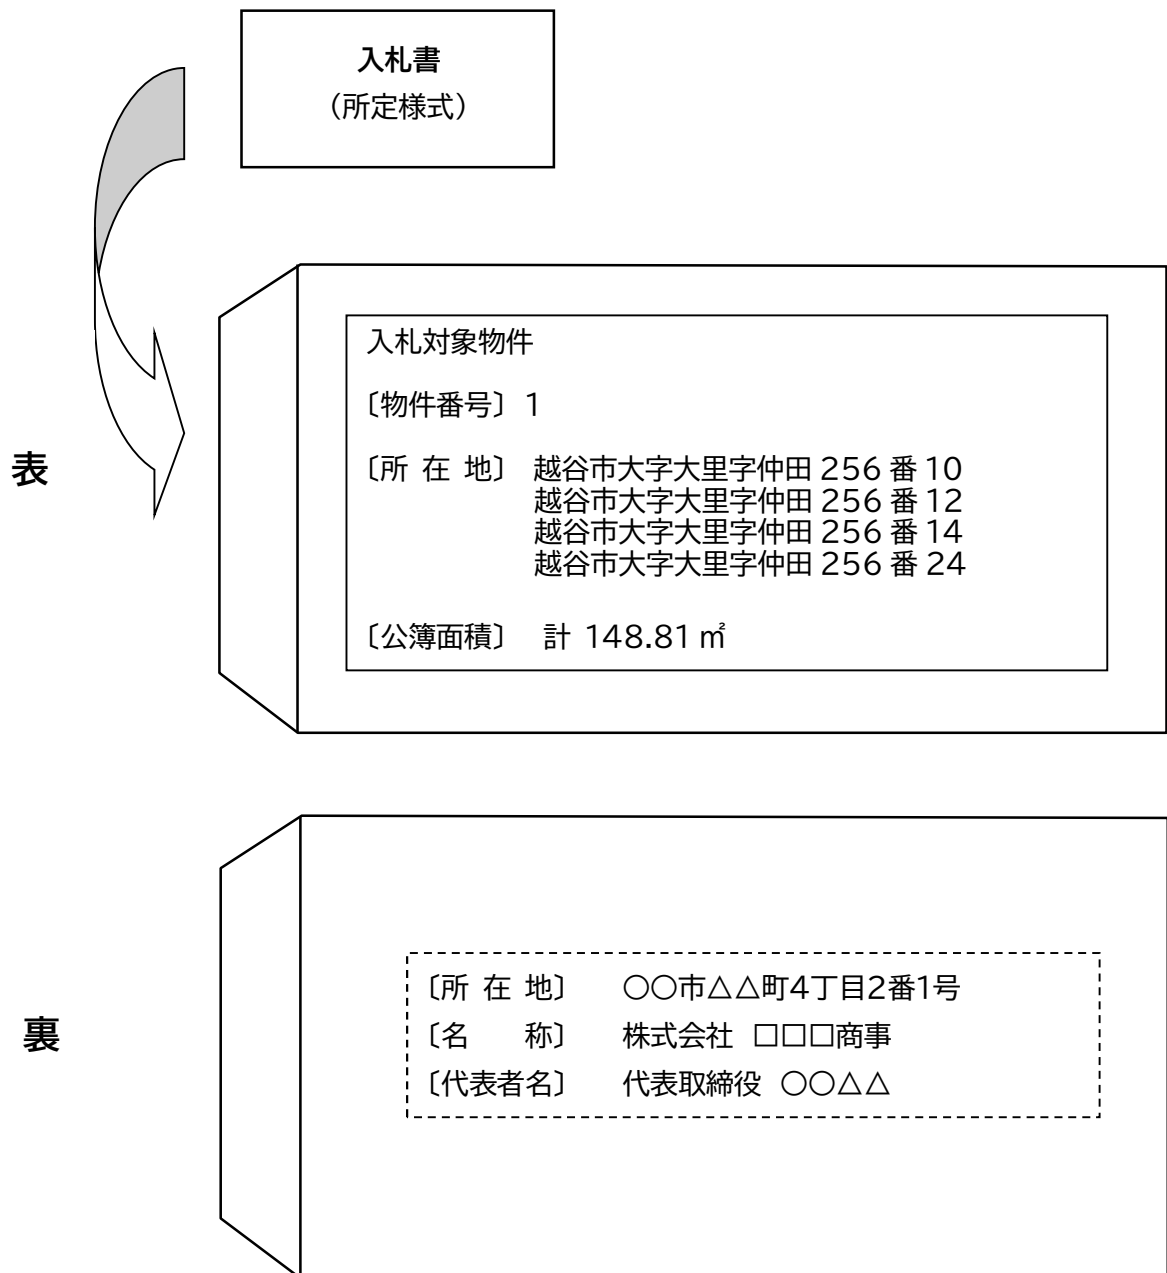 入札書
（所定様式）
入札対象物件
〔物件番号〕 1
表
〔所 在 地〕 越谷市大字大里字仲田 256 番 10
越谷市大字大里字仲田 256 番 12
越谷市大字大里字仲田 256 番 14
越谷市大字大里字仲田 256 番 24
〔公簿面積〕 計 148.81 ㎡
裏
〔所 在 地〕 〇〇市△△町4丁目2番1号
〔名 称〕 株式会社 □□□商事
〔代表者名〕 代表取締役 〇〇△△